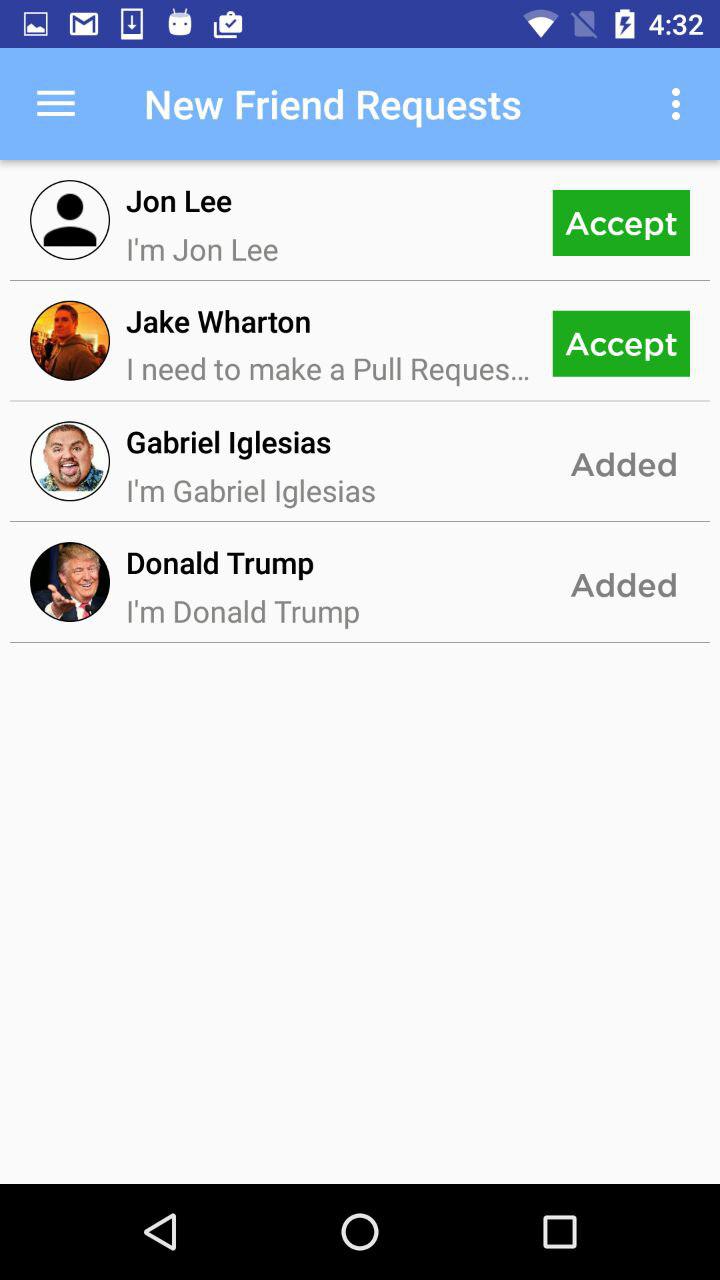 4:32
New Friend Requests
Jon Lee
I'm Jon Lee
Accept
Jake Wharton
I need to make a Pull Reques...
Accept
Gabriel Iglesias
I'm Gabriel Iglesias
Added
Donald Trump
I'm Donald Trump
Added